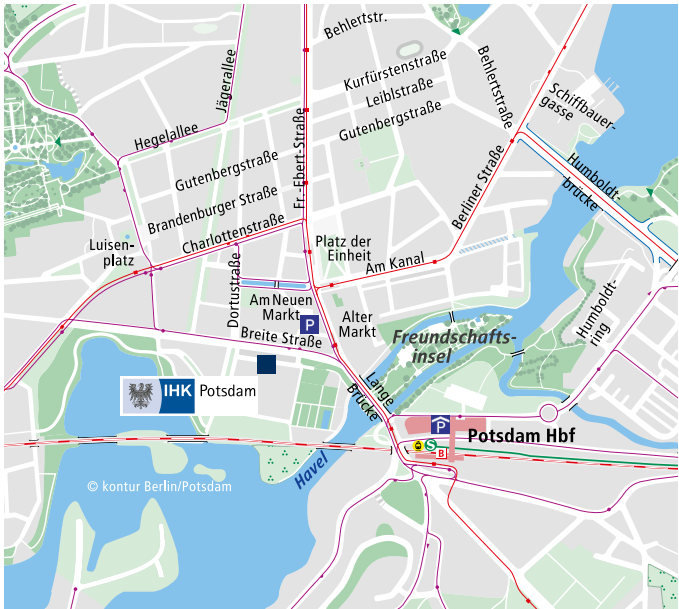 Behlertstr.
Jägerallee
Kurfürstenstraße
Behlertstraße
Leiblstraße
Schiffbauer-
gasse
Gutenbergstraße
Hegelallee
Fr.-Ebert-Straße
Gutenbergstraße
Humboldt-
brücke
Berliner Straße
Brandenburger Straße
Charlottenstraße
Luisen-
platz
Platz der
Einheit
Am Kanal
Dortustraße
Am Neuen
Markt
P
Alter
Markt
Humboldt-
ring
Breite Straße
Freundschafts-
insel
IHK Potsdam
Lange
Brücke
P
Potsdam Hbf
S
B
Havel
© kontur Berlin/Potsdam